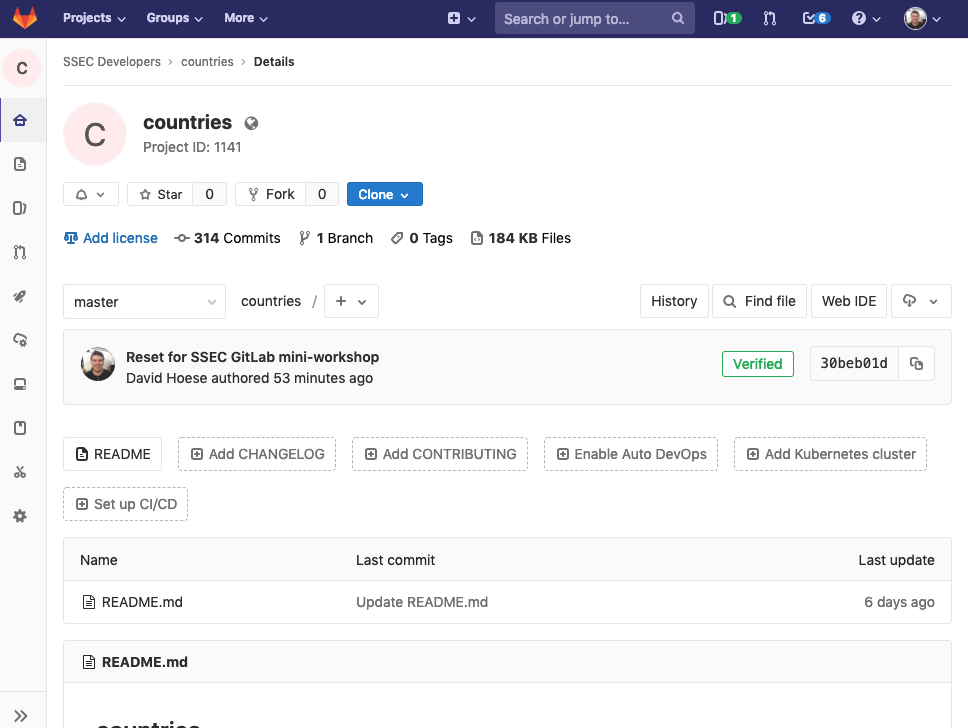 Projects Groups More Search or jump to... 1 6
C SSEC Developers › countries › Details
C
countries
Project ID: 1141
Star 0 Fork 0 Clone
Add license 314 Commits 1 Branch 0 Tags 184 KB Files
master countries / + History Find file Web IDE
Reset for SSEC GitLab mini-workshop
David Hoese authored 53 minutes ago
Verified 30beb01d
README Add CHANGELOG Add CONTRIBUTING Enable Auto DevOps Add Kubernetes cluster
Set up CI/CD
Name Last commit Last update
README.md Update README.md 6 days ago
README.md
countries